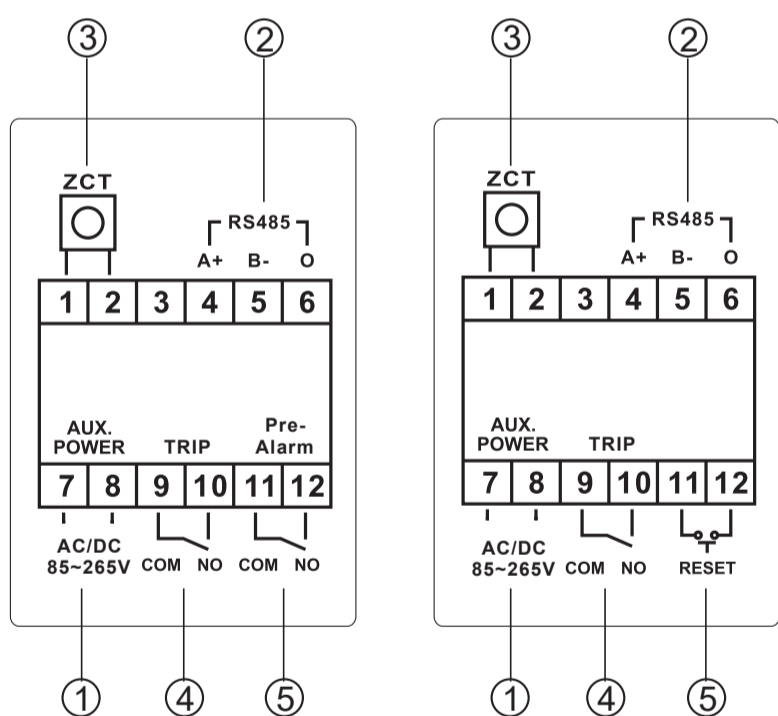 ③ ②
ZCT
RS485
A+ B- O
1 2 3 4 5 6
AUX. POWER TRIP Pre-Alarm
7 8 9 10 11 12
AC/DC
85~265V COM NO COM NO
① ④ ⑤
③ ②
ZCT
RS485
A+ B- O
1 2 3 4 5 6
AUX. POWER TRIP
7 8 9 10 11 12
AC/DC
85~265V COM NO RESET
① ④ ⑤